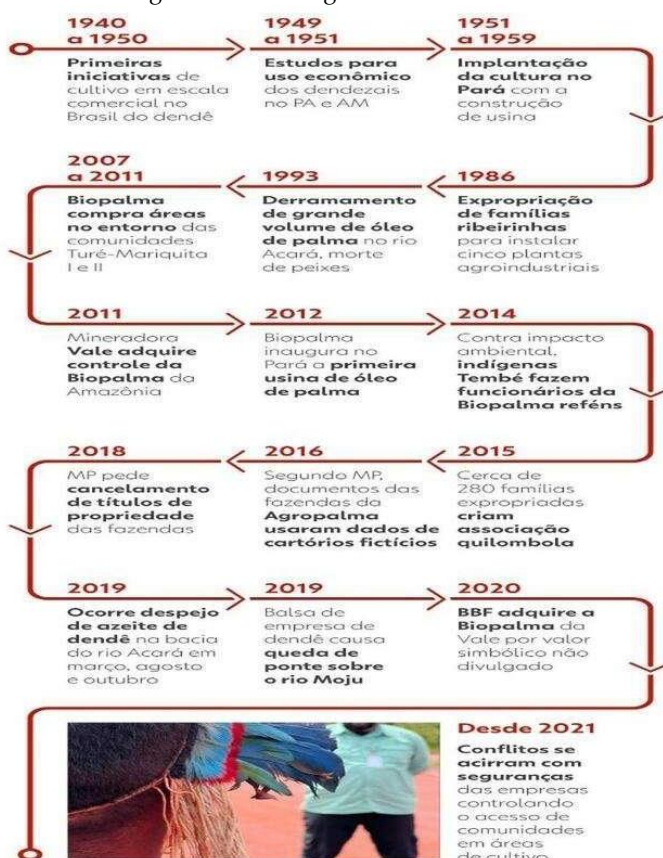 1940
a 1950
Primeiras
iniciativas de
cultivo em escala
comercial no
Brasil do dendê
1949
a 1951
Estudos para
uso econômico
dos dendezais
no PA e AM
1951
a 1959
Implantação
da cultura no
Pará com a
construção
de usina
1986
Expropriação
de famílias
ribeirinhas
para instalar
cinco plantas
agroindustriais
1993
Derramamento
de grande
volume de óleo
de palma no rio
Acará, morte
de peixes
2007
a 2011
Biopalma
compra áreas
no entorno das
comunidades
Turé-Mariquita
I e II
2011
Mineradora
Vale adquire
controle da
Biopalma da
Amazônia
2012
Biopalma
inaugura no
Pará a primeira
usina de óleo
de palma
2014
Contra impacto
ambiental,
indígenas
Tembé fazem
funcionários da
Biopalma reféns
2015
Cerca de
280 famílias
expropriadas
criam
associação
quilombola
2016
Segundo MP,
documentos das
fazendas da
Agropalma
usaram dados de
cartórios fictícios
2018
MP pede
cancelamento
de títulos de
propriedade
das fazendas
2019
Ocorre despejo
de azeite de
dendê na bacia
do rio Acará em
março, agosto
e outubro
2019
Balsa de
empresa de
dendê causa
queda de
ponte sobre
o rio Moju
2020
BBF adquire a
Biopalma da
Vale por valor
simbólico não
divulgado
Desde 2021
Conflitos se
acirram com
seguranças
das empresas
controlando
o acesso de
comunidades
em áreas
de cultivo